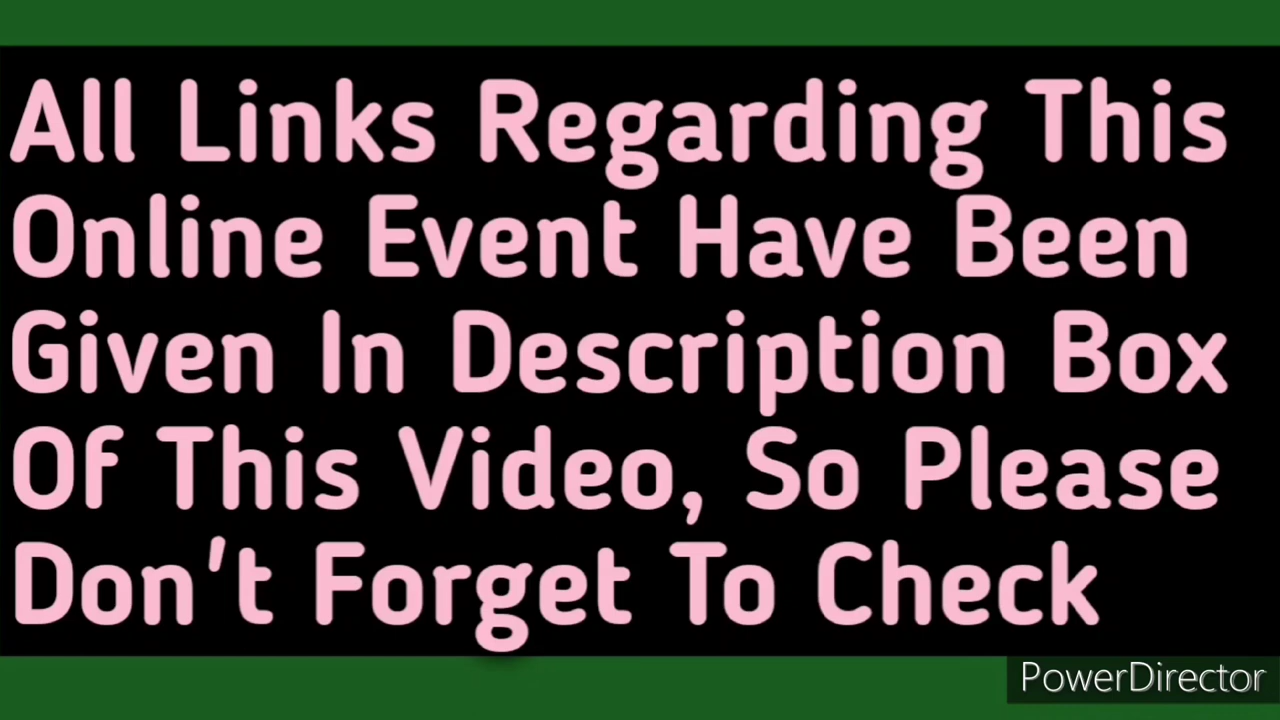 All Links Regarding This
Online Event Have Been
Given In Description Box
Of This Video, So Please
Don't Forget To Check
PowerDirector